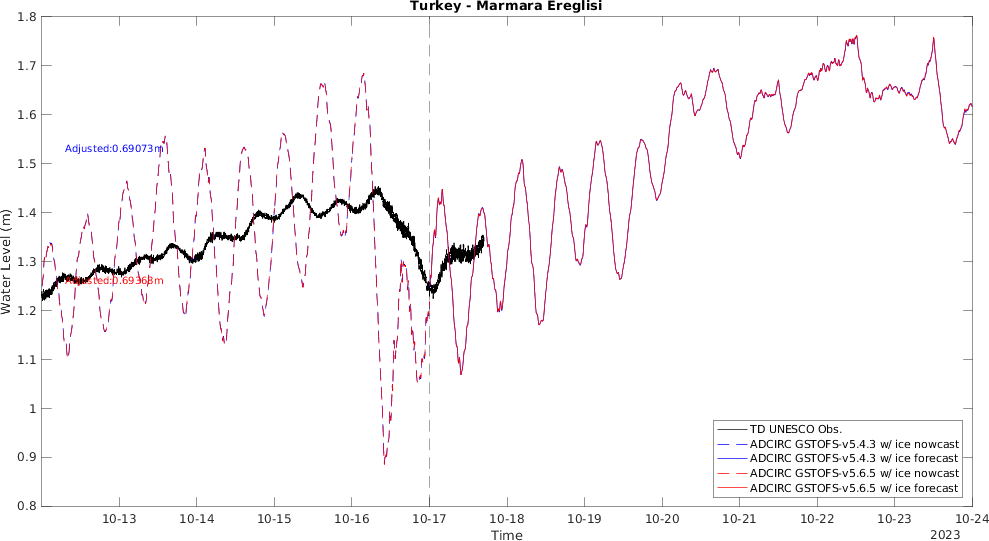 Turkey - Marmara Ereglisi
1.8
1.7
1.6
1.5
1.4
1.3
1.2
1.1
1
0.9
0.8
Water Level (m)
Adjusted:0.69073m
Adjusted:0.69368m
TD UNESCO Obs.
ADCIRC GSTOFS-v5.4.3 w/ ice nowcast
ADCIRC GSTOFS-v5.4.3 w/ ice forecast
ADCIRC GSTOFS-v5.6.5 w/ ice nowcast
ADCIRC GSTOFS-v5.6.5 w/ ice forecast
10-13 10-14 10-15 10-16 10-17 10-18 10-19 10-20 10-21 10-22 10-23 10-24
Time
2023